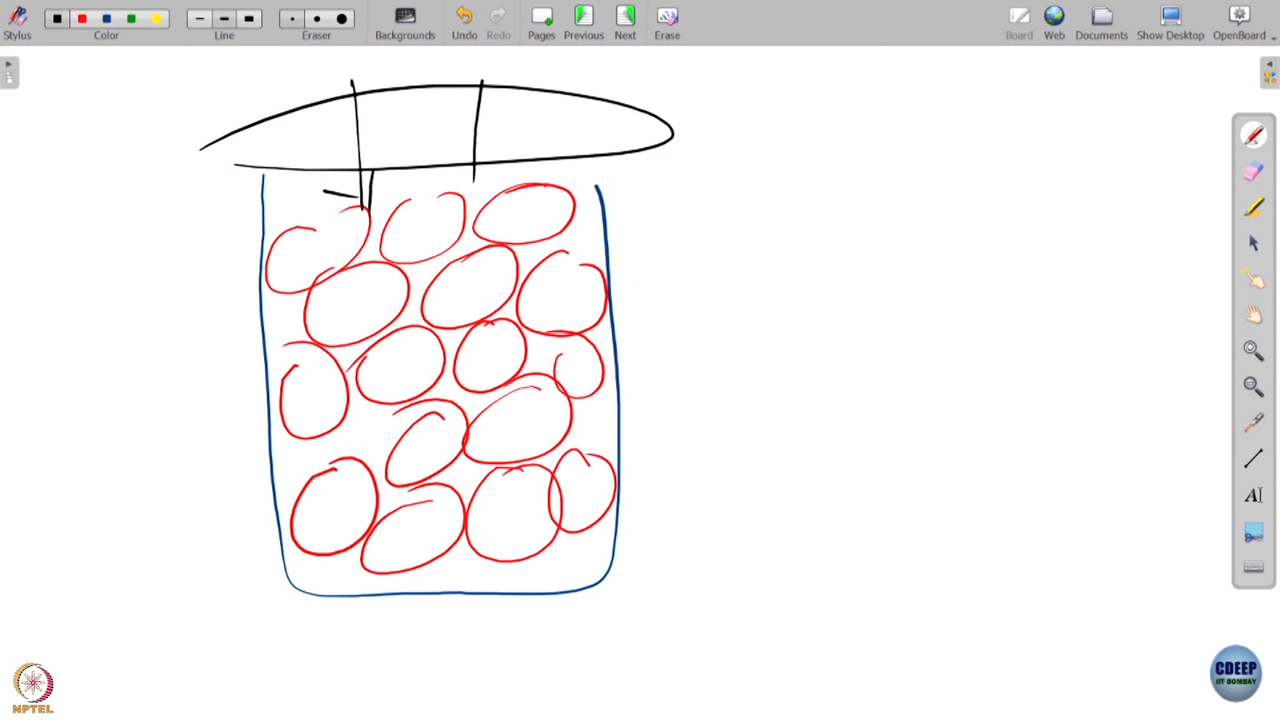 Stylus
Color
Line
Eraser
Backgrounds
Undo
Redo
Pages
Previous
Next
Erase
Board
Web
Documents
Show Desktop
OpenBoard
AI
NPTEL
CDEEP
IIT BOMBAY